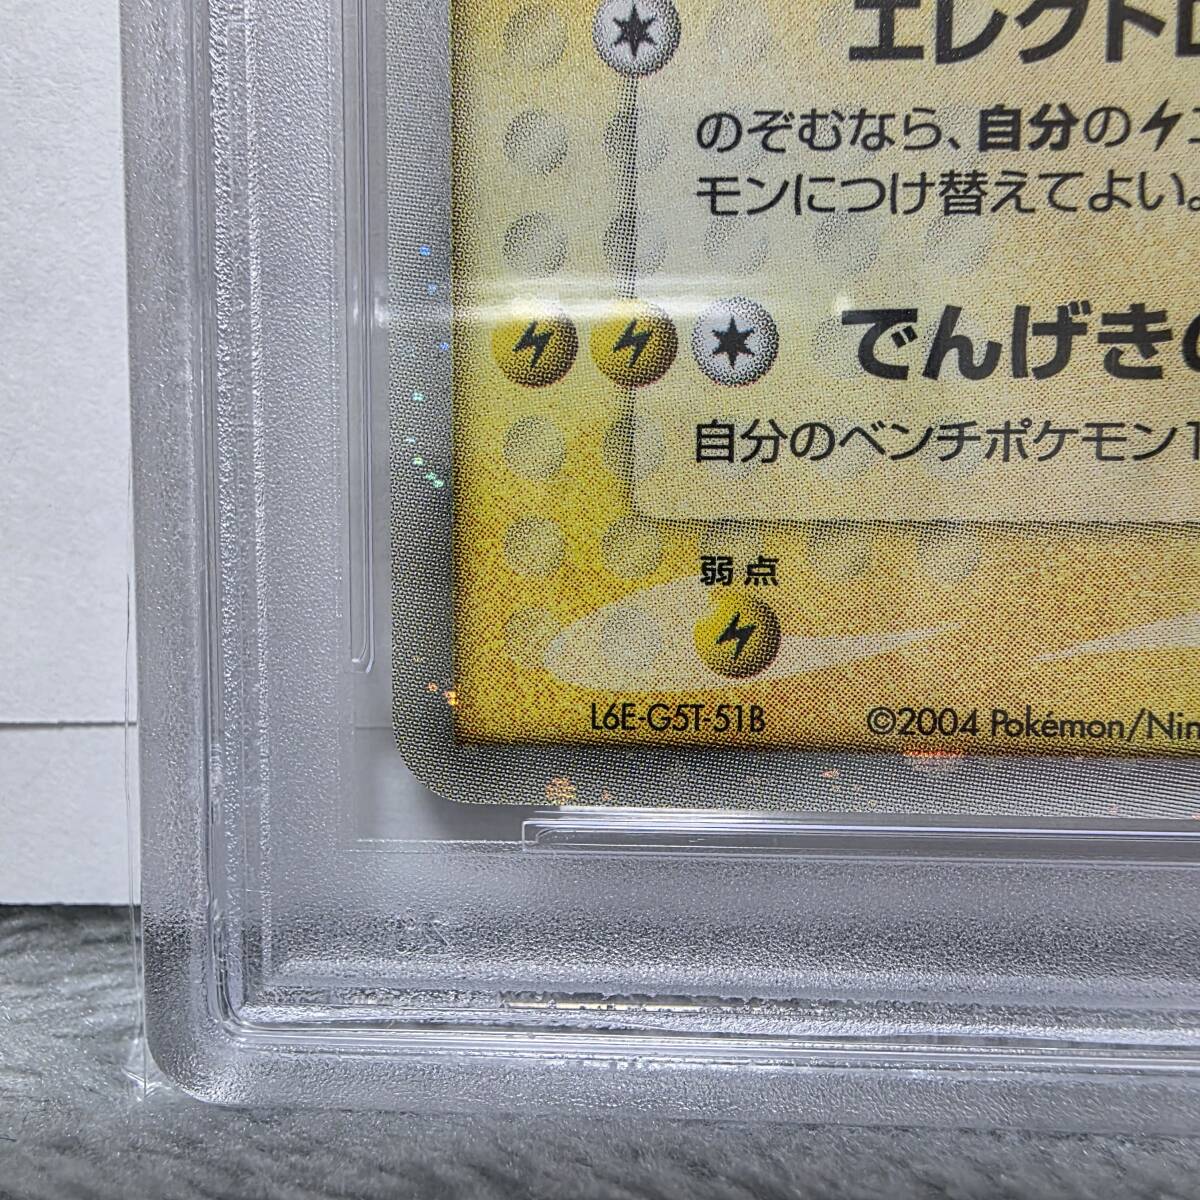 エレクト
のぞむなら、自分の
モンにつけ替えてよい。
でんげきの
自分のベンチポケモン1
弱点
L6E-G5T-51B
©2004 Pokémon/Nin